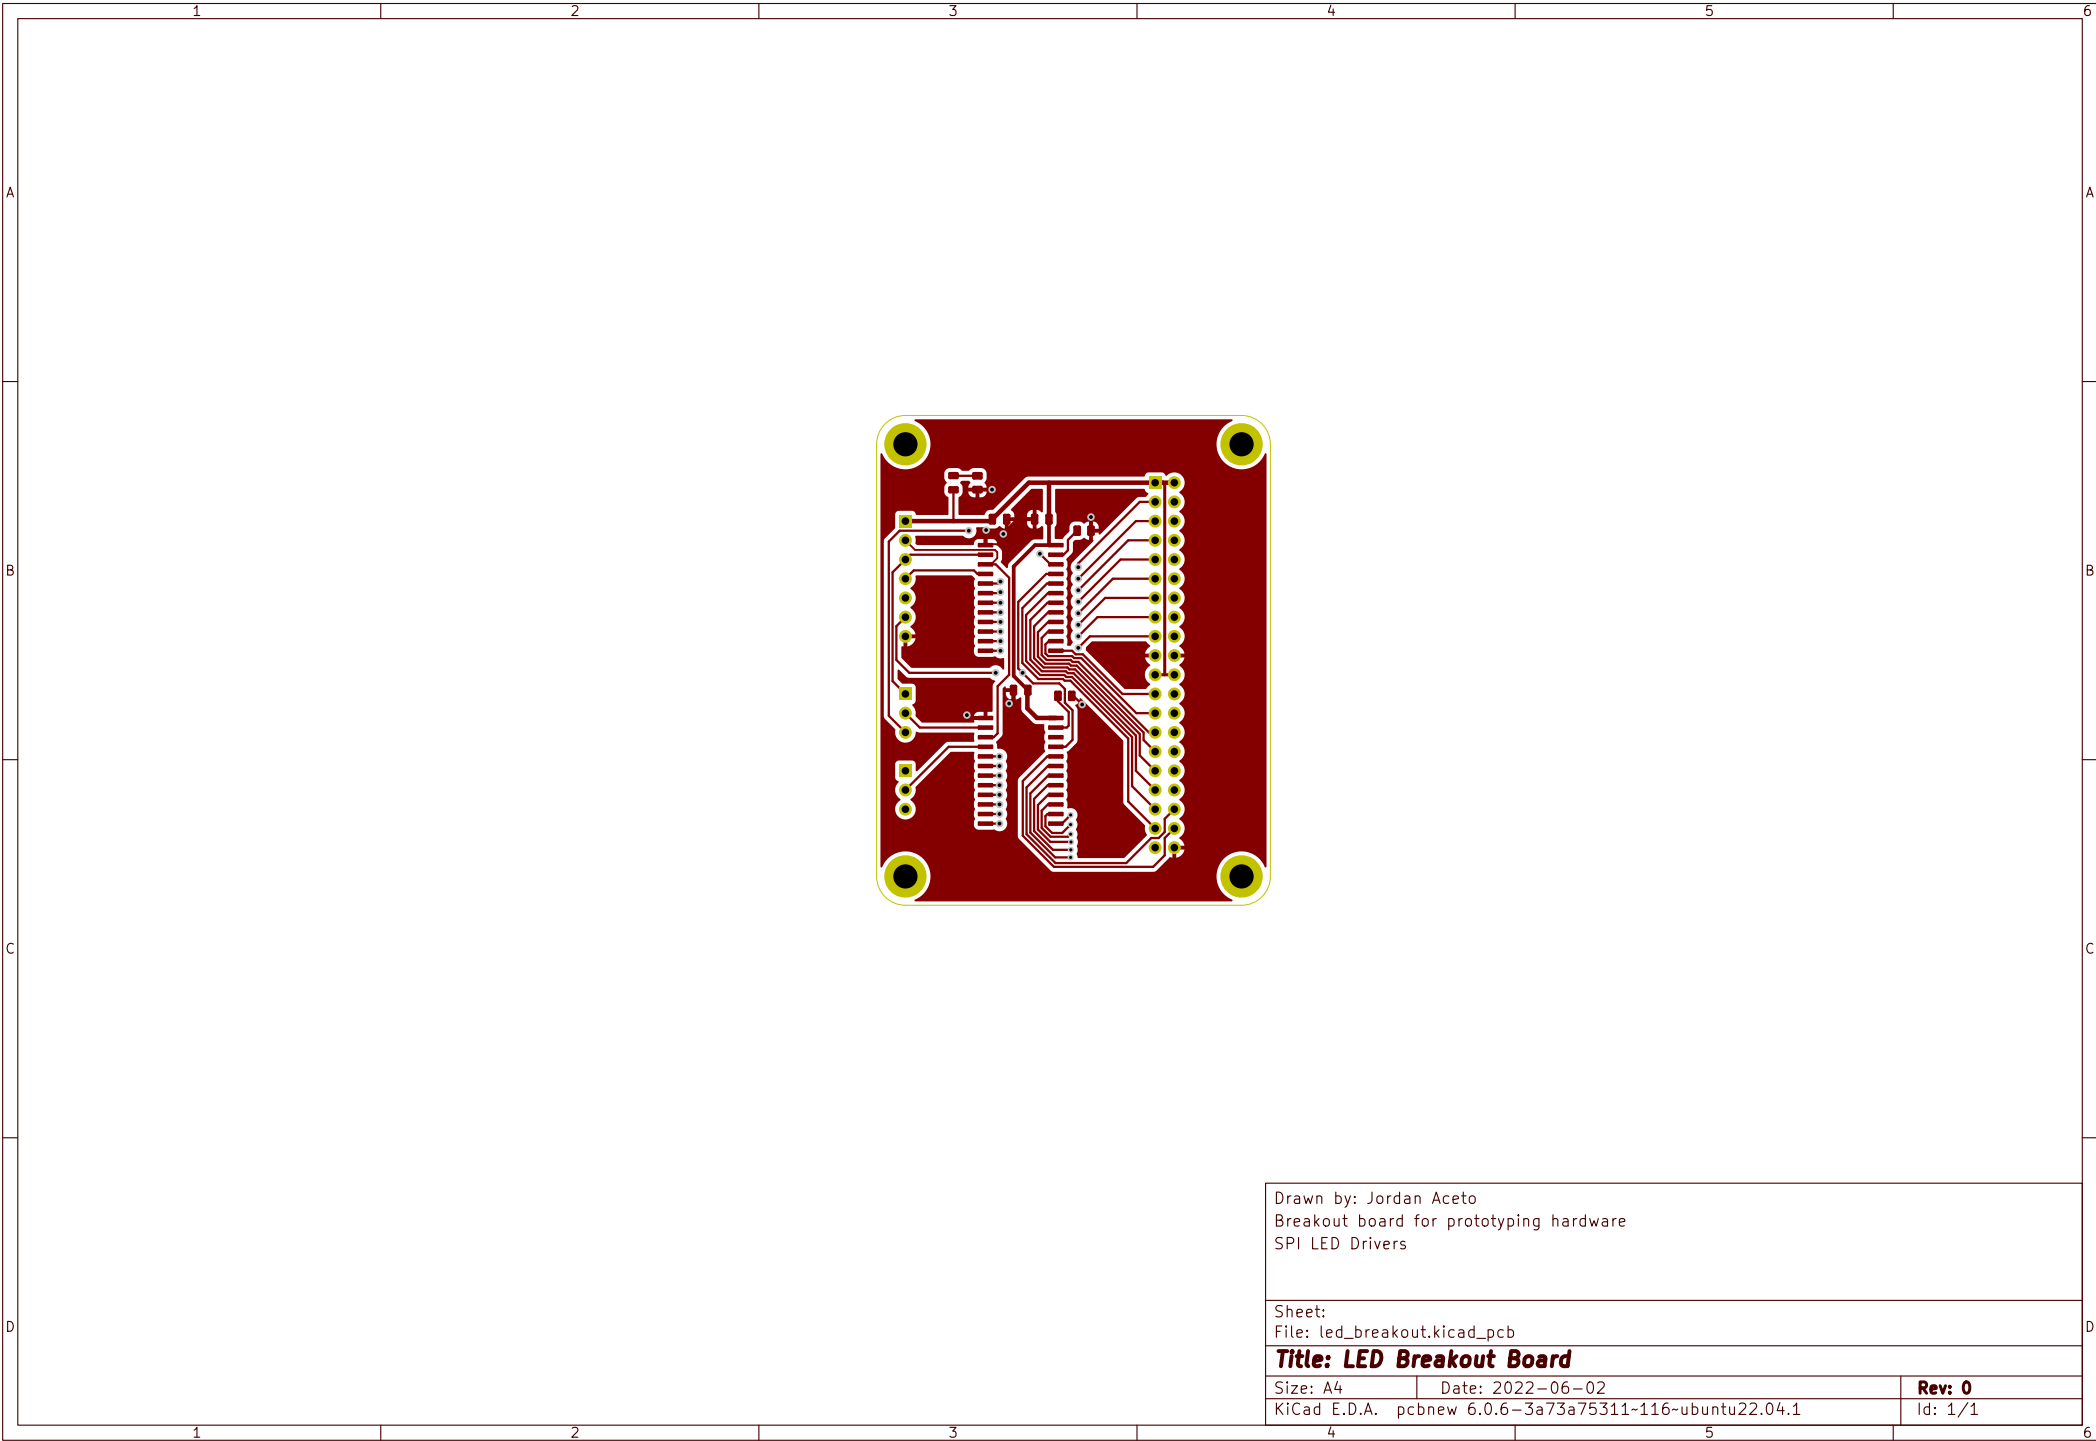 1 2 3 4 5 6
A A
B B
C C
Drawn by: Jordan Aceto
Breakout board for prototyping hardware
SPI LED Drivers
Sheet:
File: led_breakout.kicad_pcb
D D
Title: LED Breakout Board
Size: A4 Date: 2022-06-02 Rev: 0
KiCad E.D.A. pcbnew 6.0.6-3a73a75311~116~ubuntu22.04.1 Id: 1/1
1 2 3 4 5 6